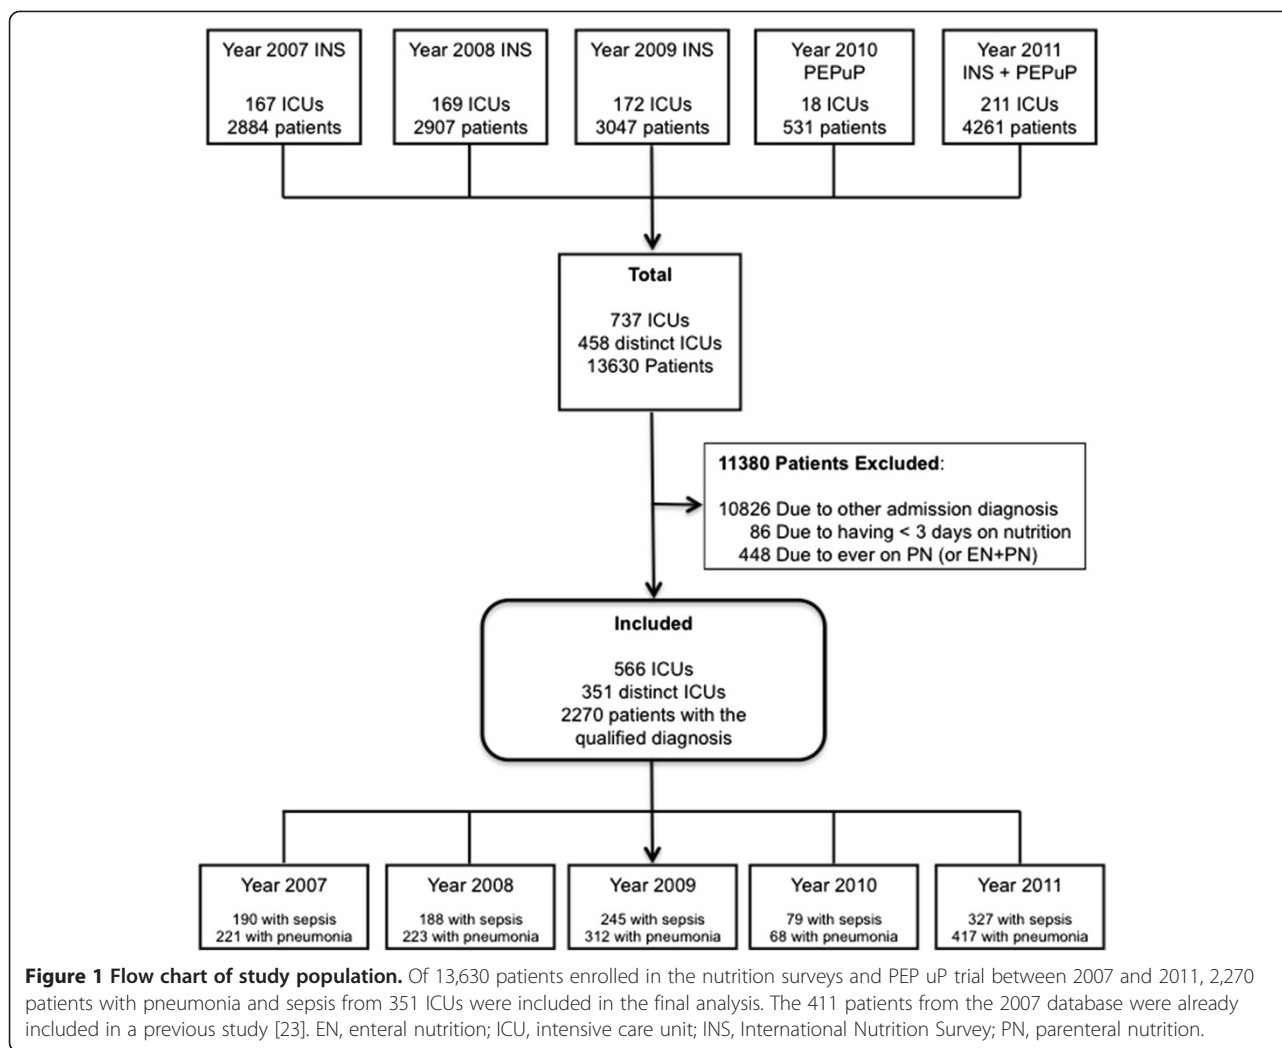 Year 2007 INS
167 ICUs
2884 patients
Year 2008 INS
169 ICUs
2907 patients
Year 2009 INS
172 ICUs
3047 patients
Year 2010
PEPuP
18 ICUs
531 patients
Year 2011
INS + PEPuP
211 ICUs
4261 patients
Total
737 ICUs
458 distinct ICUs
13630 Patients
11380 Patients Excluded:
10826 Due to other admission diagnosis
86 Due to having < 3 days on nutrition
448 Due to ever on PN (or EN+PN)
Included
566 ICUs
351 distinct ICUs
2270 patients with the
qualified diagnosis
Year 2007
190 with sepsis
221 with pneumonia
Year 2008
188 with sepsis
223 with pneumonia
Year 2009
245 with sepsis
312 with pneumonia
Year 2010
79 with sepsis
68 with pneumonia
Year 2011
327 with sepsis
417 with pneumonia
Figure 1 Flow chart of study population. Of 13,630 patients enrolled in the nutrition surveys and PEP uP trial between 2007 and 2011, 2,270
patients with pneumonia and sepsis from 351 ICUs were included in the final analysis. The 411 patients from the 2007 database were already
included in a previous study [23]. EN, enteral nutrition; ICU, intensive care unit; INS, International Nutrition Survey; PN, parenteral nutrition.